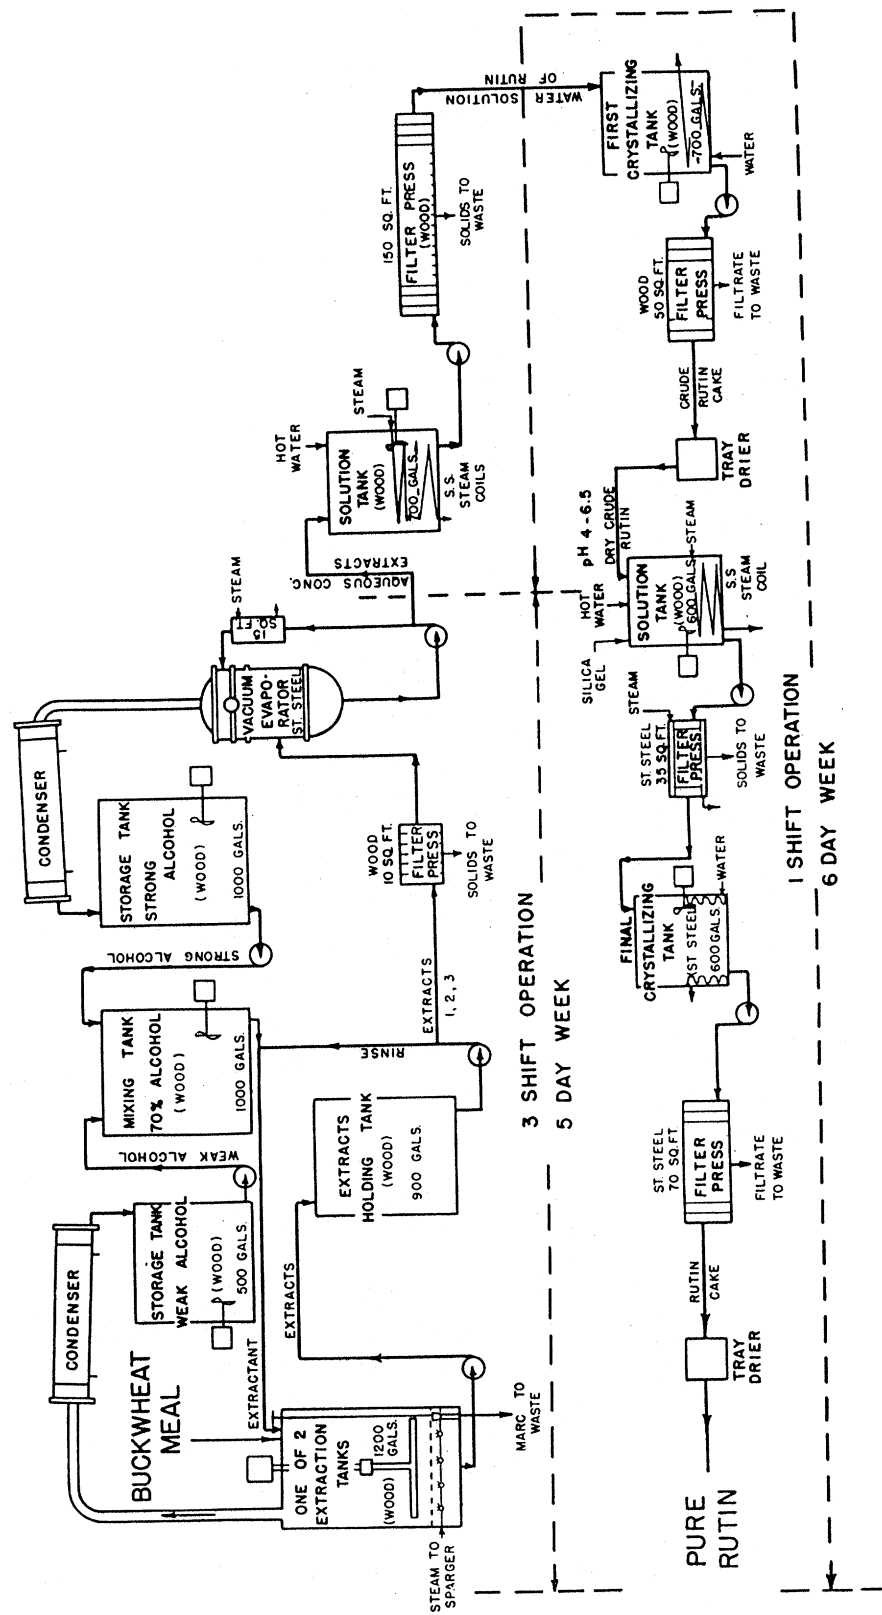 CONDENSER
BUCKWHEAT
MEAL
STORAGE TANK
WEAK ALCOHOL
(WOOD)
500 GALS.
WEAK ALCOHOL
MIXING TANK
70% ALCOHOL
(WOOD)
1000 GALS.
STRONG ALCOHOL
CONDENSER
STORAGE TANK
STRONG
ALCOHOL
(WOOD)
1000 GALS.
VACUUM
EVAPO-
RATOR
ST. STEEL
15
SQ.FT.
STEAM
EXTRACTANT
ONE OF 2
EXTRACTION
TANKS
1200
GALS.
(WOOD)
STEAM TO
SPARGER
MARC TO
WASTE
EXTRACTS
EXTRACTS
HOLDING TANK
(WOOD)
900 GALS.
RINSE
EXTRACTS
1, 2, 3
WOOD
10 SQ. FT.
FILTER
PRESS
SOLIDS TO
WASTE
AQUEOUS CONC.
EXTRACTS
HOT
WATER
STEAM
SOLUTION
TANK
(WOOD)
700 GALS.
S.S.
STEAM
COILS
150 SQ. FT.
FILTER PRESS
(WOOD)
SOLIDS TO
WASTE
WATER SOLUTION
OF RUTIN
3 SHIFT OPERATION
5 DAY WEEK
FIRST
CRYSTALLIZING
TANK
(WOOD)
700 GALS.
WATER
WOOD
50 SQ. FT.
FILTER
PRESS
FILTRATE
TO WASTE
CRUDE
RUTIN
CAKE
TRAY
DRIER
pH 4-6.5
DRY CRUDE
RUTIN
HOT
WATER
SILICA
GEL
SOLUTION
TANK
(WOOD)
600 GALS.
STEAM
S.S
STEAM
COIL
STEAM
ST. STEEL
35 SQ. FT.
FILTER
PRESS
SOLIDS TO
WASTE
FINAL
CRYSTALLIZING
TANK
ST STEEL
600 GALS.
WATER
ST. STEEL
70 SQ. FT
FILTER
PRESS
FILTRATE
TO WASTE
RUTIN
CAKE
TRAY
DRIER
PURE
RUTIN
1 SHIFT OPERATION
6 DAY WEEK